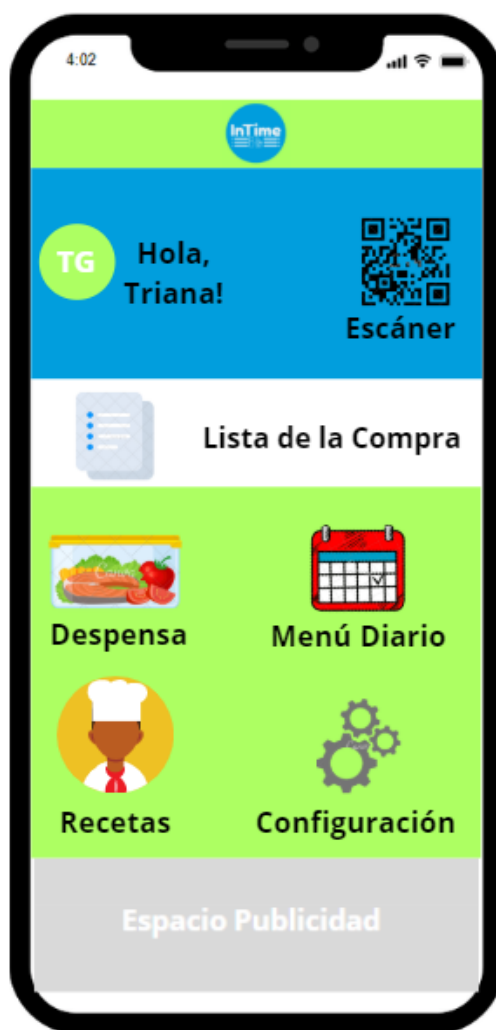 4:02
InTime
TG
Hola,
Triana!
Escáner
Lista de la Compra
Despensa
Menú Diario
Recetas
Configuración
Espacio Publicidad